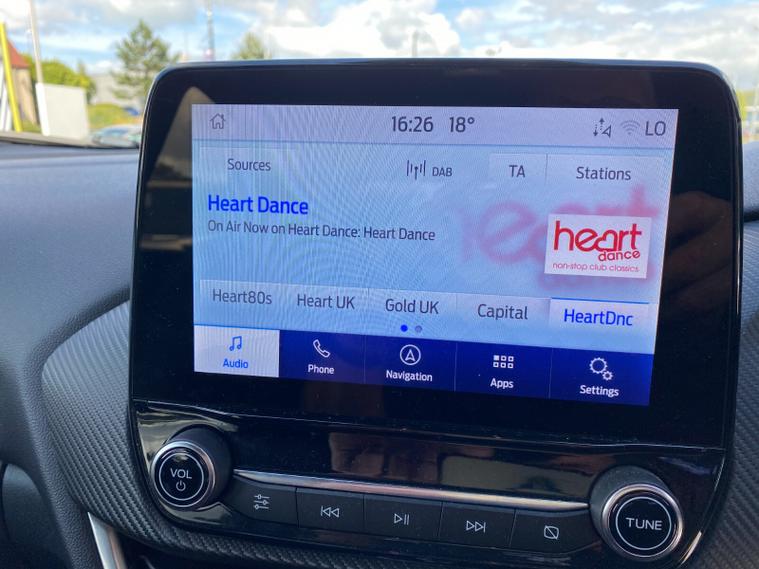 16:26 18° LO
Sources DAB TA Stations
Heart Dance
On Air Now on Heart Dance: Heart Dance
heart
heart
dance
non-stop club classics
Heart80s Heart UK Gold UK Capital HeartDnc
Audio Phone Navigation Apps Settings
VOL
TUNE